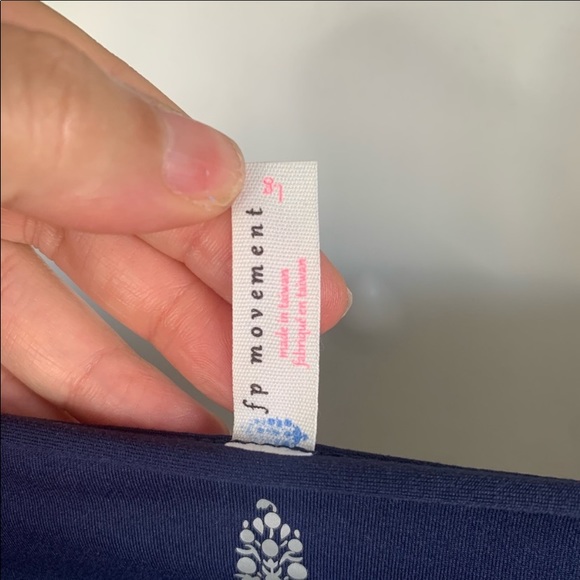 fp movement
made in taiwan
fabriqué en taiwan